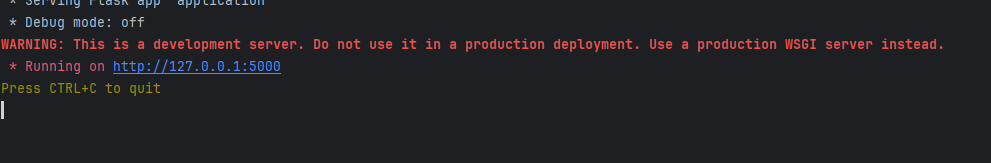 * Serving Flask app 'application'
* Debug mode: off
WARNING: This is a development server. Do not use it in a production deployment. Use a production WSGI server instead.
* Running on http://127.0.0.1:5000
Press CTRL+C to quit